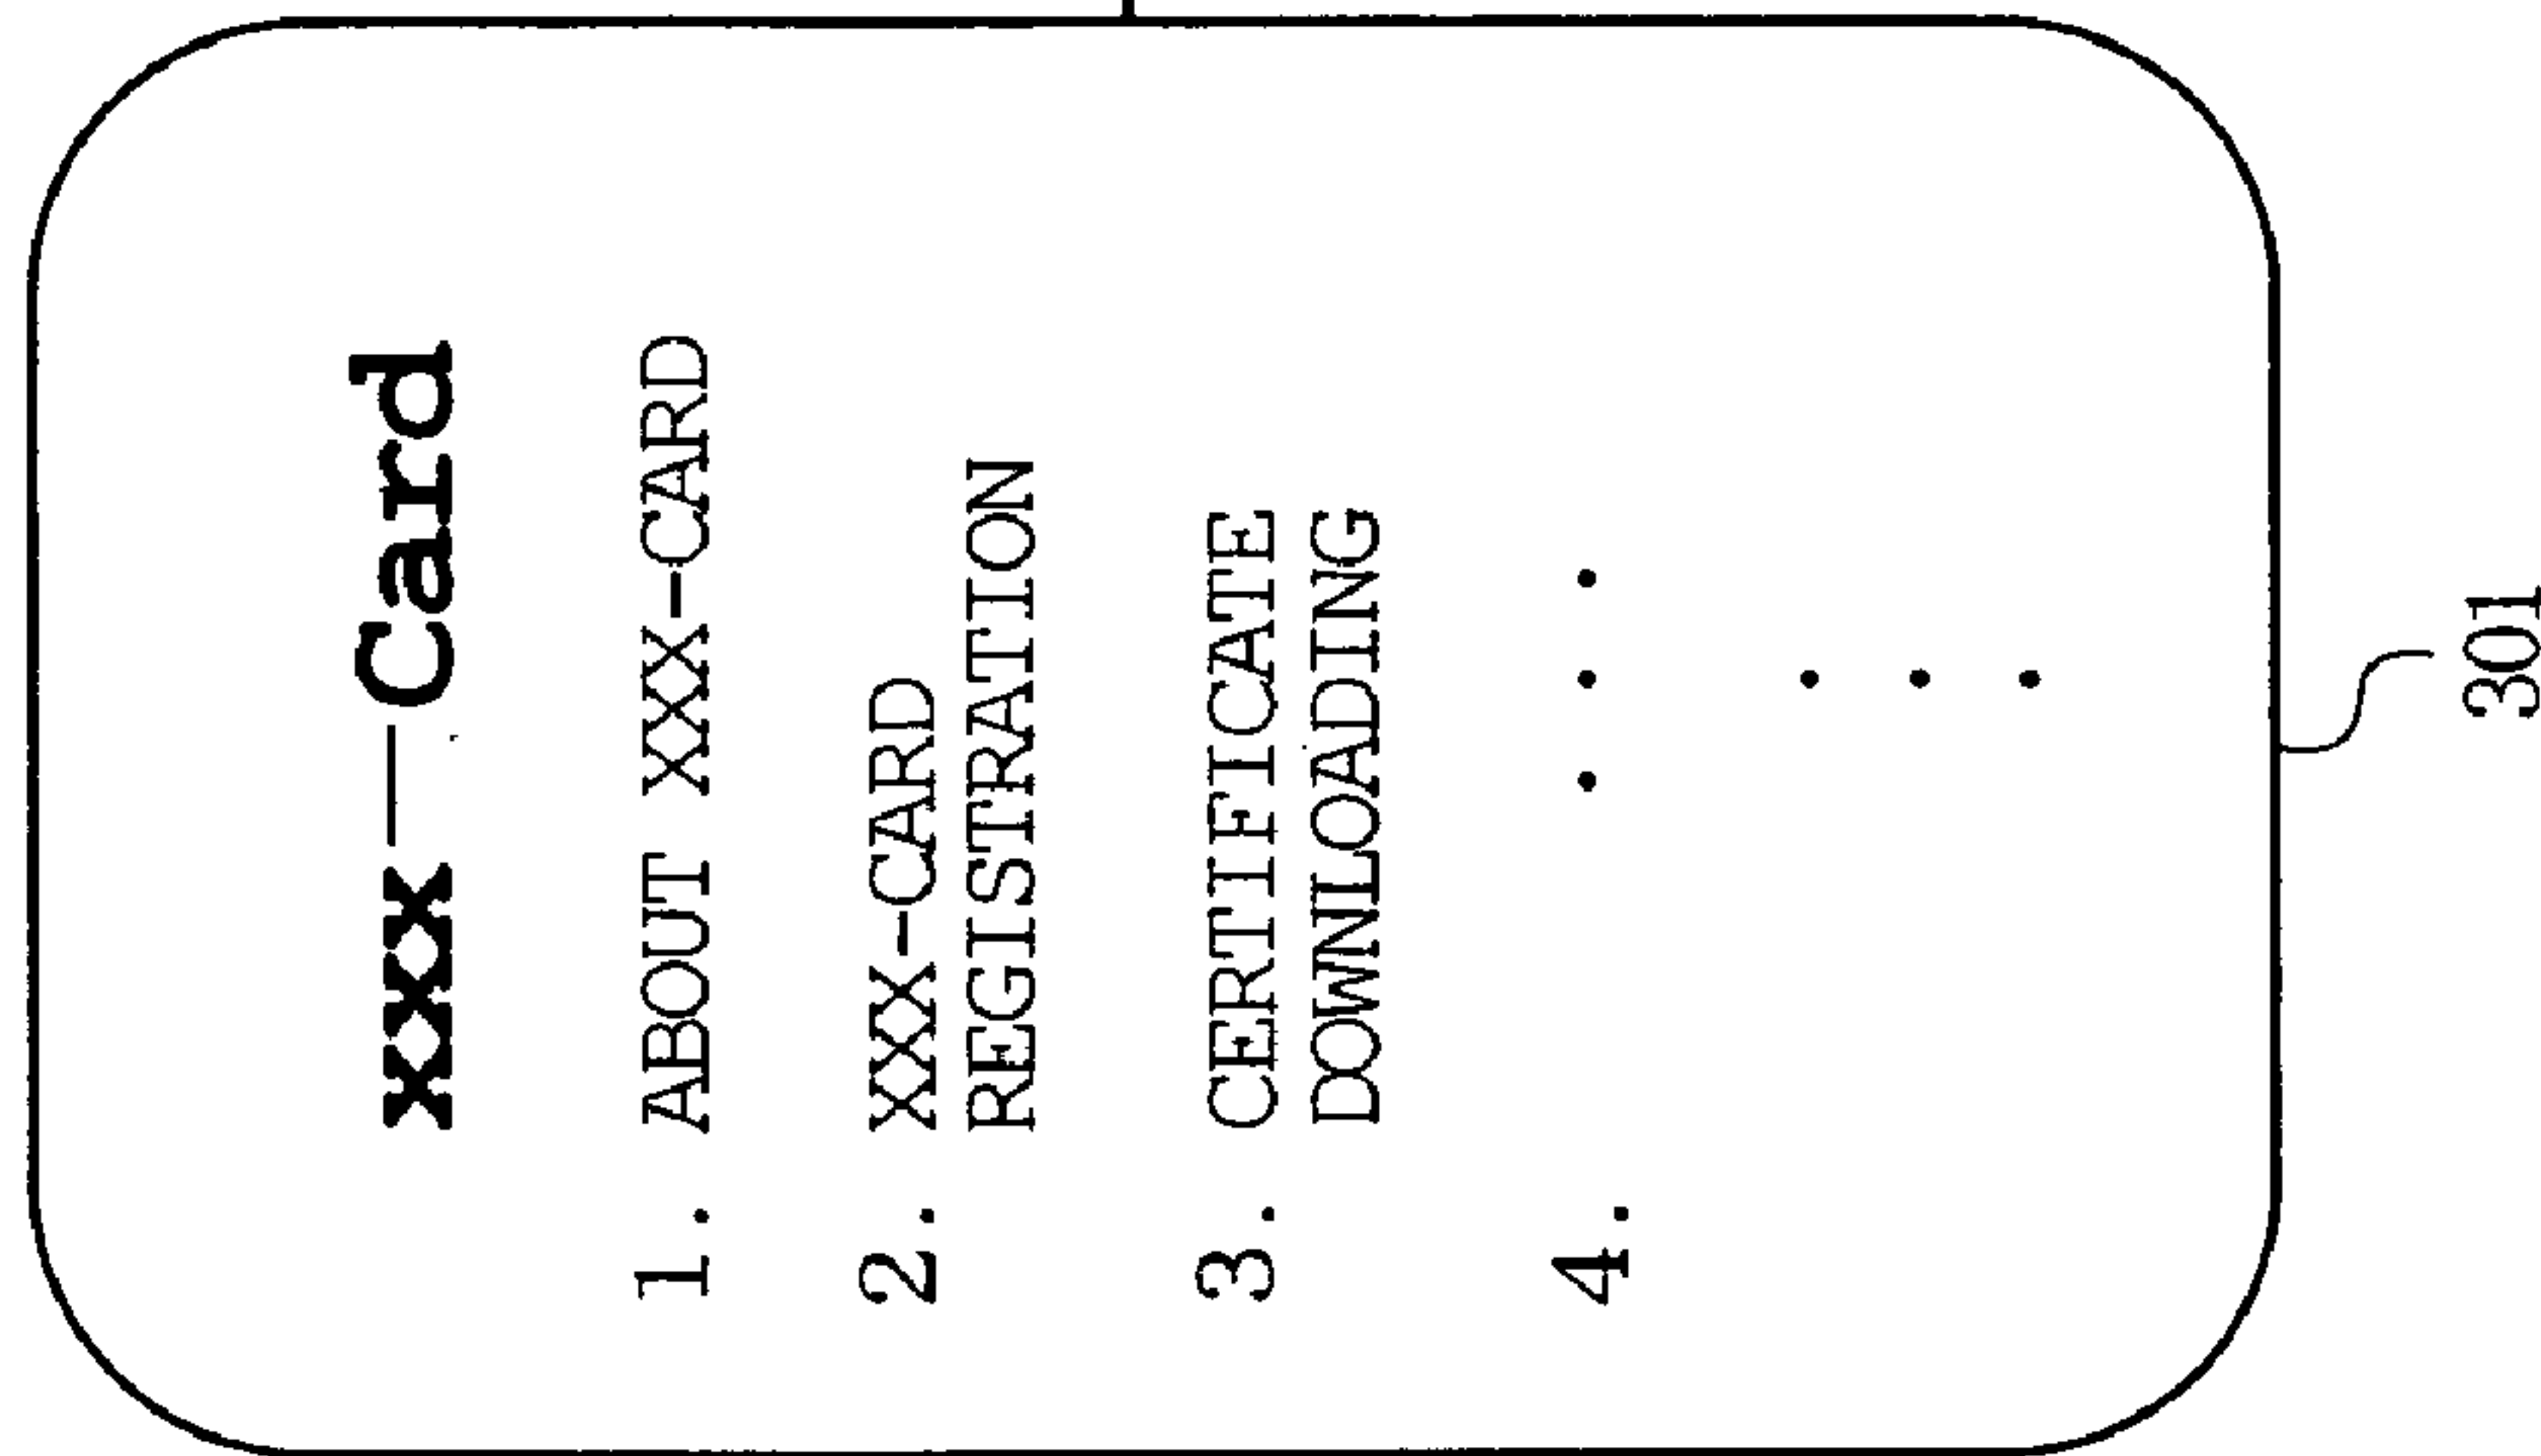 xxx—Card
1. ABOUT XXX-CARD
2. XXX-CARD
REGISTRATION
3. CERTIFICATE
DOWNLOADING
4. . . .
.
.
.
301